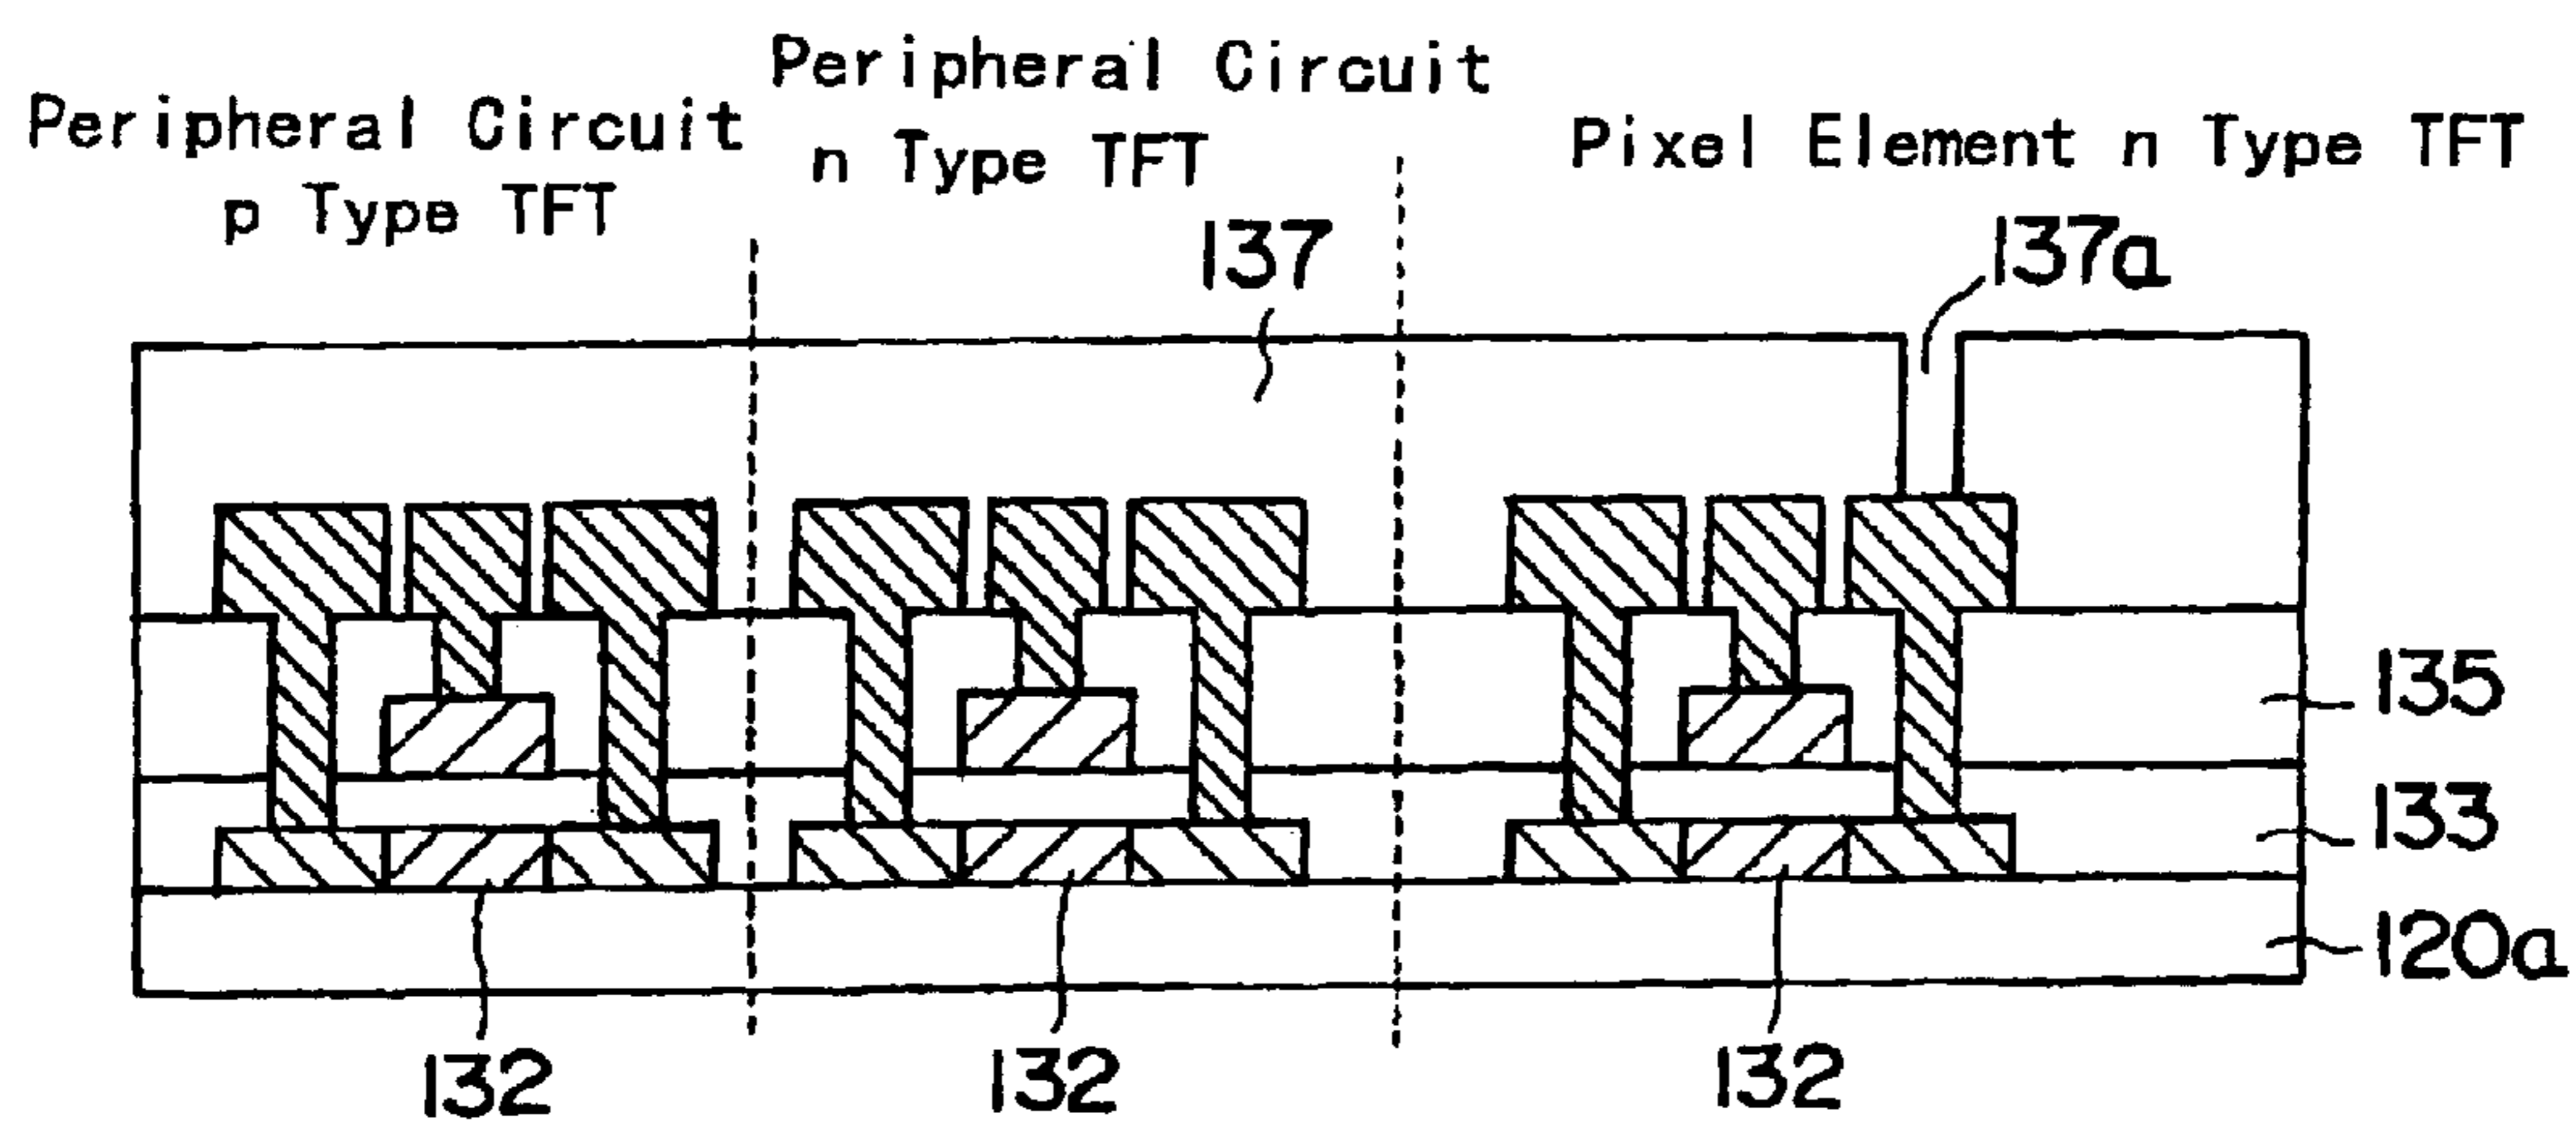 Peripheral Circuit
p Type TFT
Peripheral Circuit
n Type TFT
Pixel Element n Type TFT
137
137a
135
133
120a
132
132
132